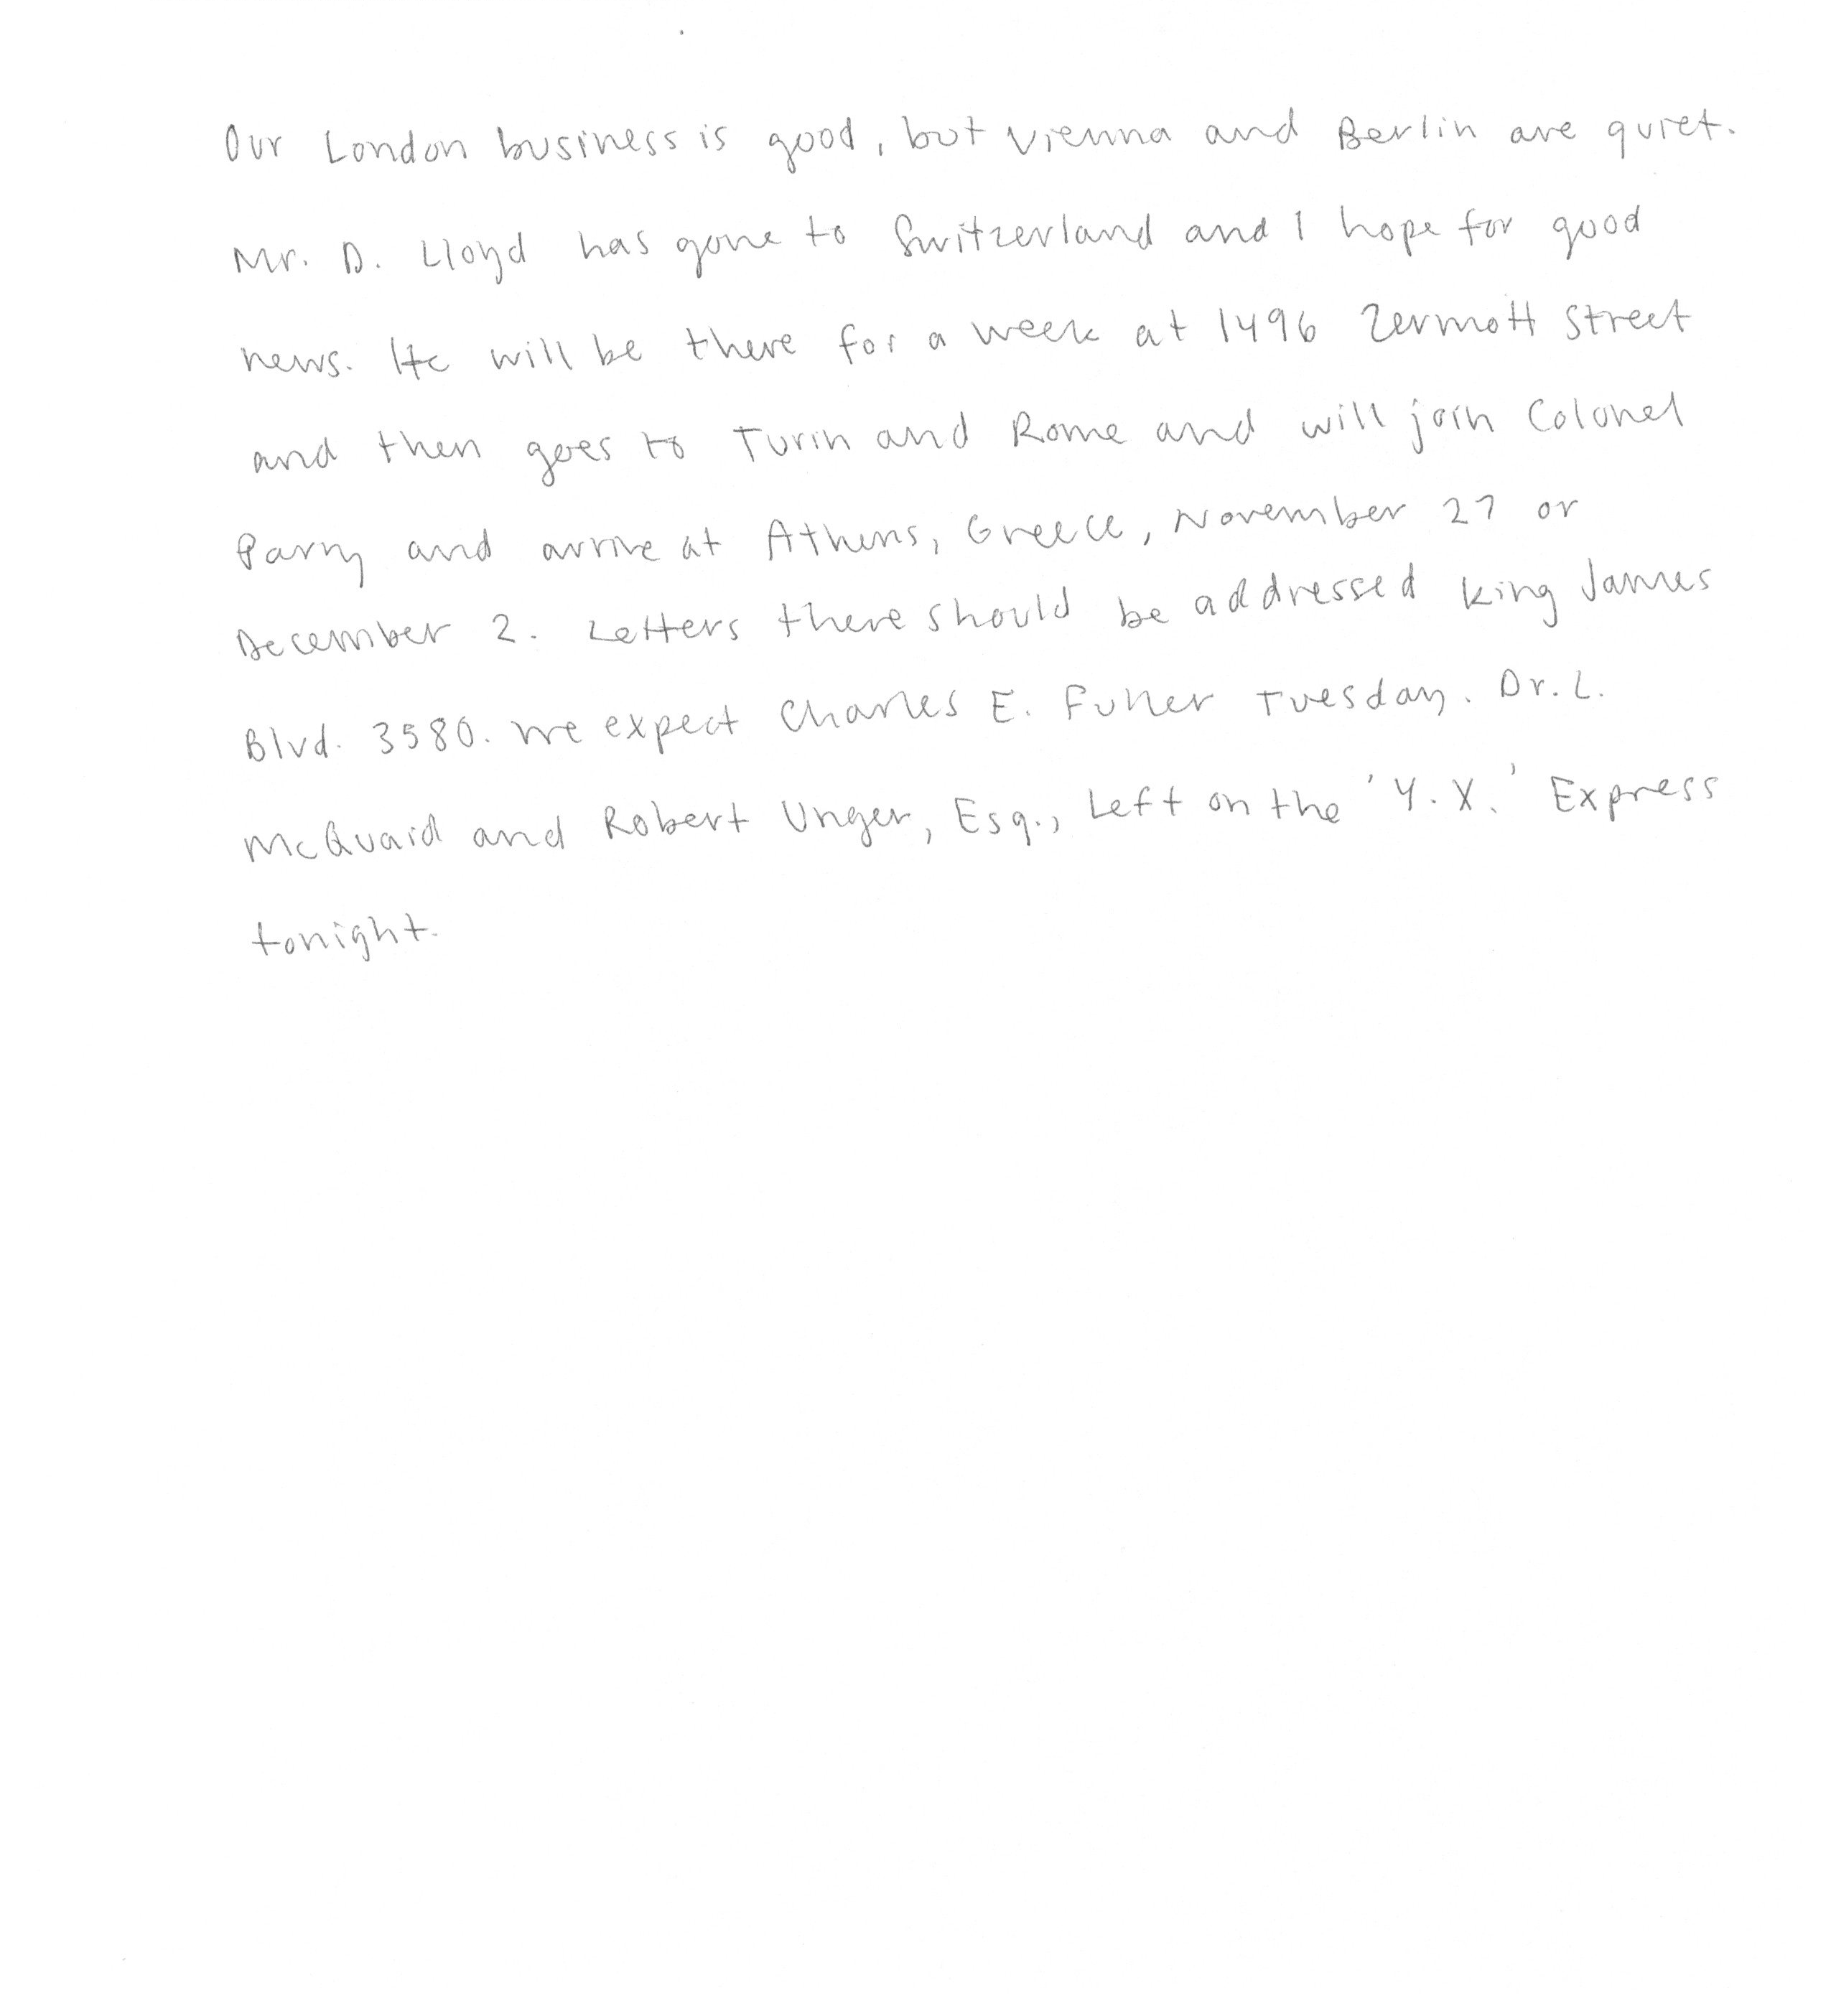 Our London business is good, but Vienna and Berlin are quiet.
Mr. D. Lloyd has gone to Switzerland and I hope for good
news. He will be there for a week at 1496 Zermott Street
and then goes to Turin and Rome and will join Colonel
Parry and arrive at Athens, Greece, November 27 or
December 2. Letters there should be addressed King James
Blvd. 3580. We expect Charles E. Fuller Tuesday. Dr. L.
McQuaid and Robert Unger, Esq., Left on the 'Y.X.' Express
tonight.